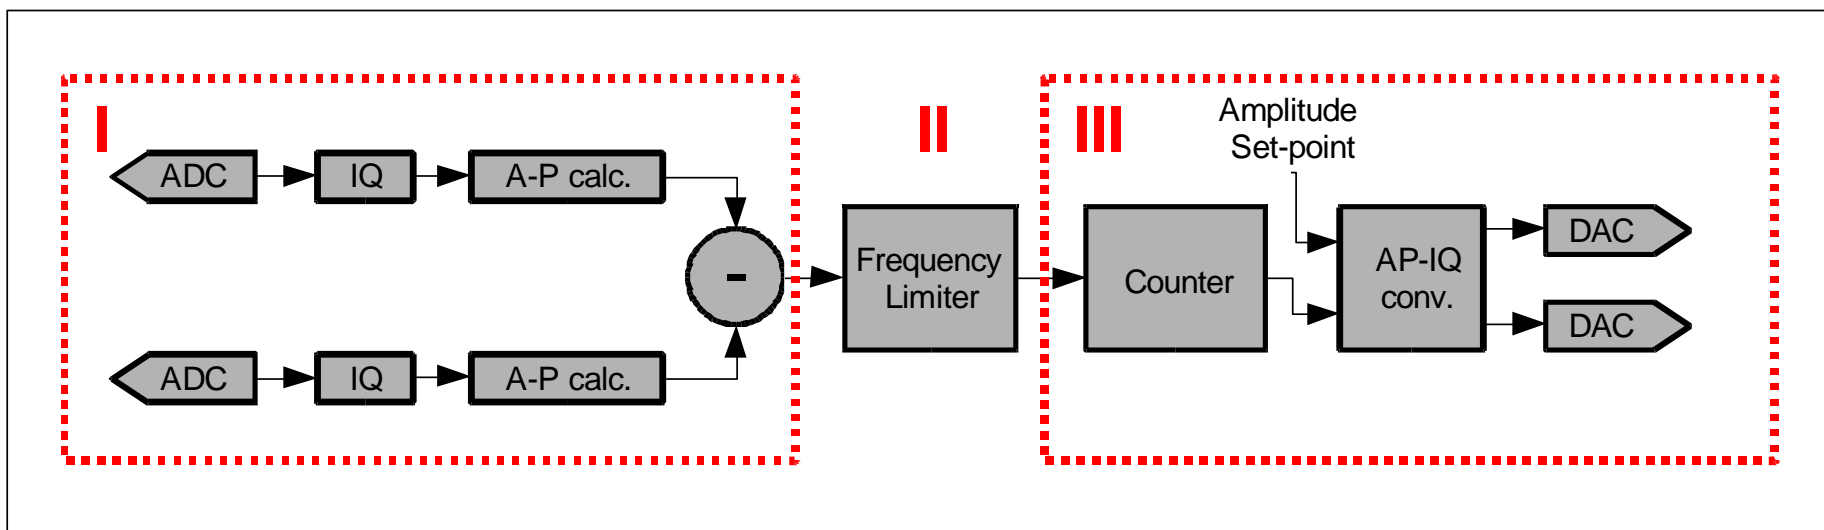 I
II
III
Amplitude
Set-point
ADC
IQ
A-P calc.
-
Frequency
Limiter
Counter
AP-IQ
conv.
DAC
DAC
ADC
IQ
A-P calc.